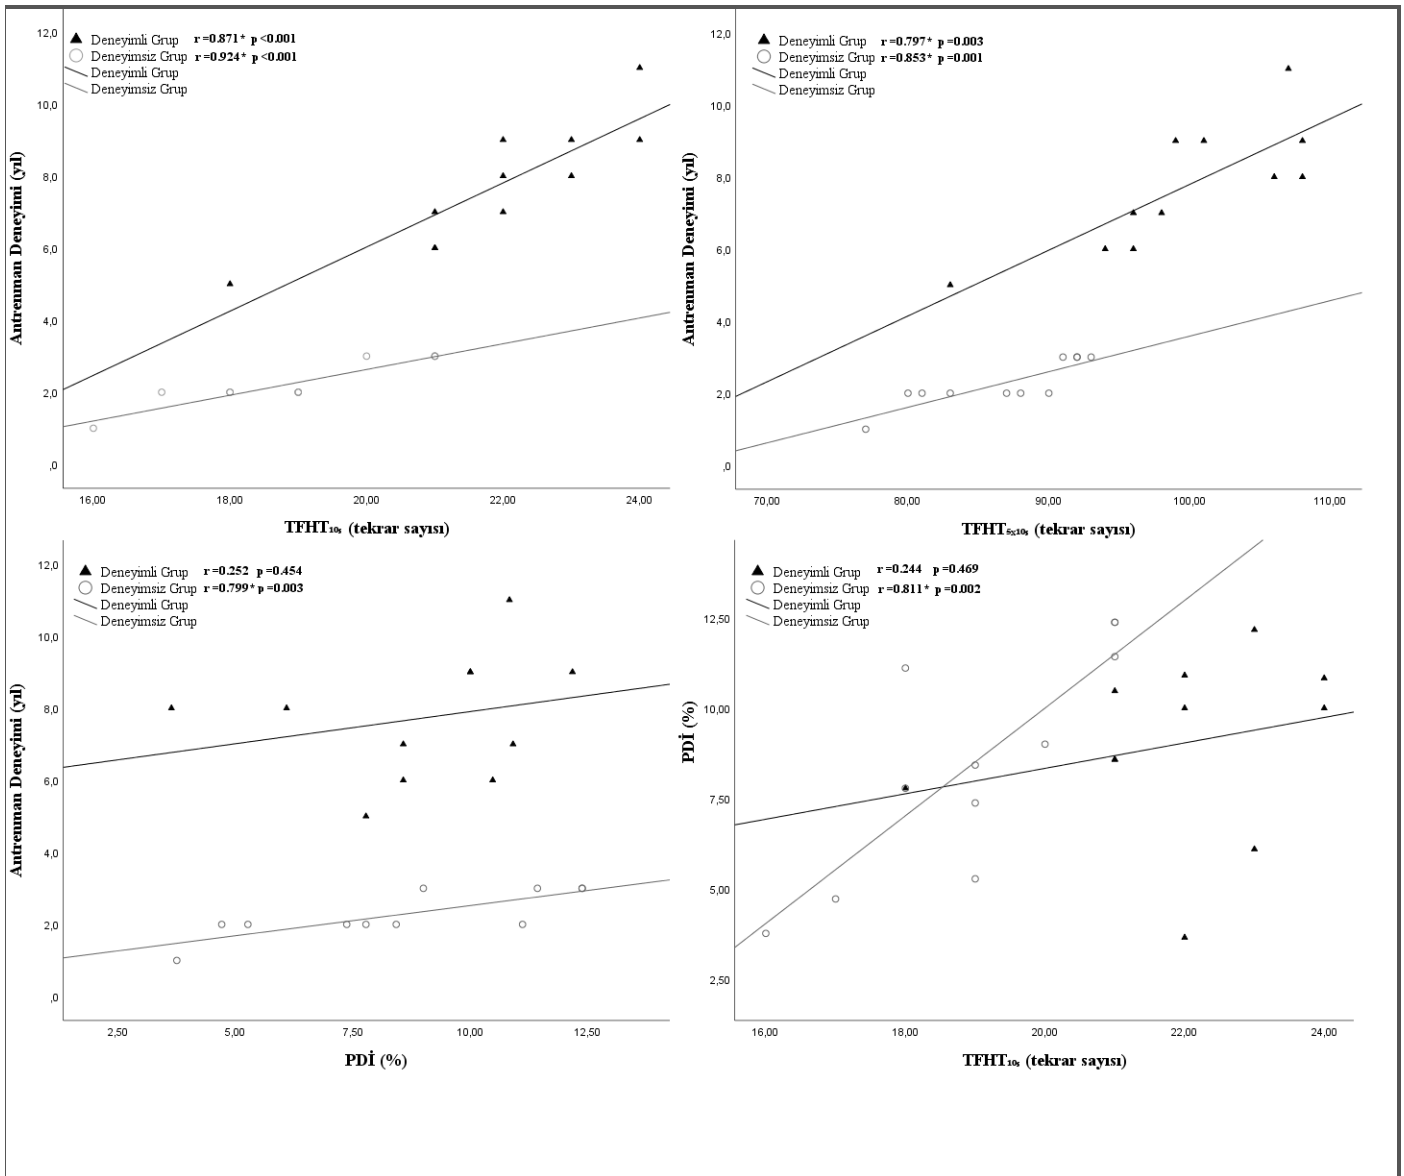 12,0
Deneyimli Grup r =0.871* p <0.001
Deneyimsiz Grup r =0.924* p <0.001
Deneyimli Grup
Deneyimsiz Grup
10,0
8,0
6,0
4,0
2,0
,0
Antrenman Deneyimi (yıl)
16,00 18,00 20,00 22,00 24,00
TFHT₁₀ₛ (tekrar sayısı)
12,0
Deneyimli Grup r =0.797* p =0.003
Deneyimsiz Grup r =0.853* p =0.001
Deneyimli Grup
Deneyimsiz Grup
10,0
8,0
6,0
4,0
2,0
,0
Antrenman Deneyimi (yıl)
70,00 80,00 90,00 100,00 110,00
TFHT₅ₓ₁₀ₛ (tekrar sayısı)
12,0
Deneyimli Grup r =0.252 p =0.454
Deneyimsiz Grup r =0.799* p =0.003
Deneyimli Grup
Deneyimsiz Grup
10,0
8,0
6,0
4,0
2,0
,0
Antrenman Deneyimi (yıl)
2,50 5,00 7,50 10,00 12,50
PDİ (%)
Deneyimli Grup r =0.244 p =0.469
Deneyimsiz Grup r =0.811* p =0.002
Deneyimli Grup
Deneyimsiz Grup
12,50
10,00
7,50
5,00
2,50
PDİ (%)
16,00 18,00 20,00 22,00 24,00
TFHT₁₀ₛ (tekrar sayısı)